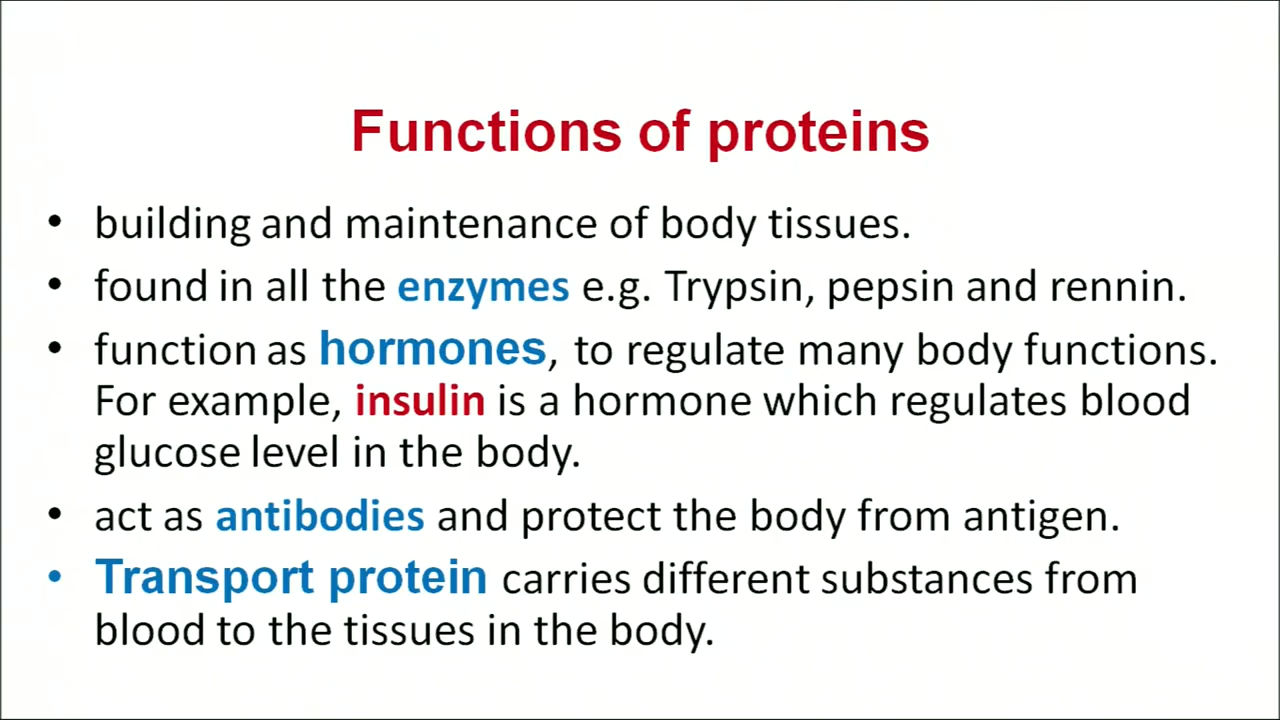 Functions of proteins
• building and maintenance of body tissues.
• found in all the enzymes e.g. Trypsin, pepsin and rennin.
• function as hormones, to regulate many body functions.
For example, insulin is a hormone which regulates blood
glucose level in the body.
• act as antibodies and protect the body from antigen.
• Transport protein carries different substances from
blood to the tissues in the body.